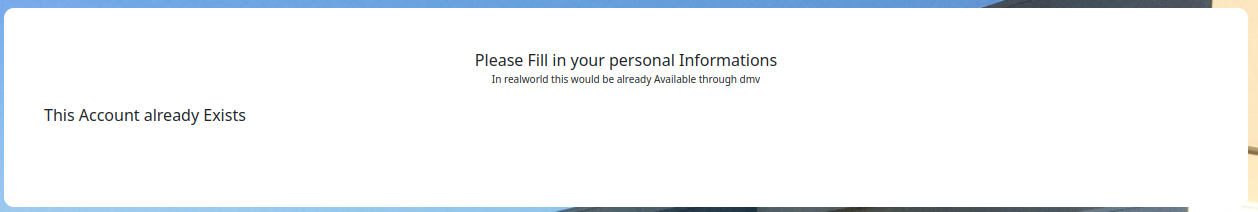 Please Fill in your personal Informations
In realworld this would be already Available through dmv
This Account already Exists